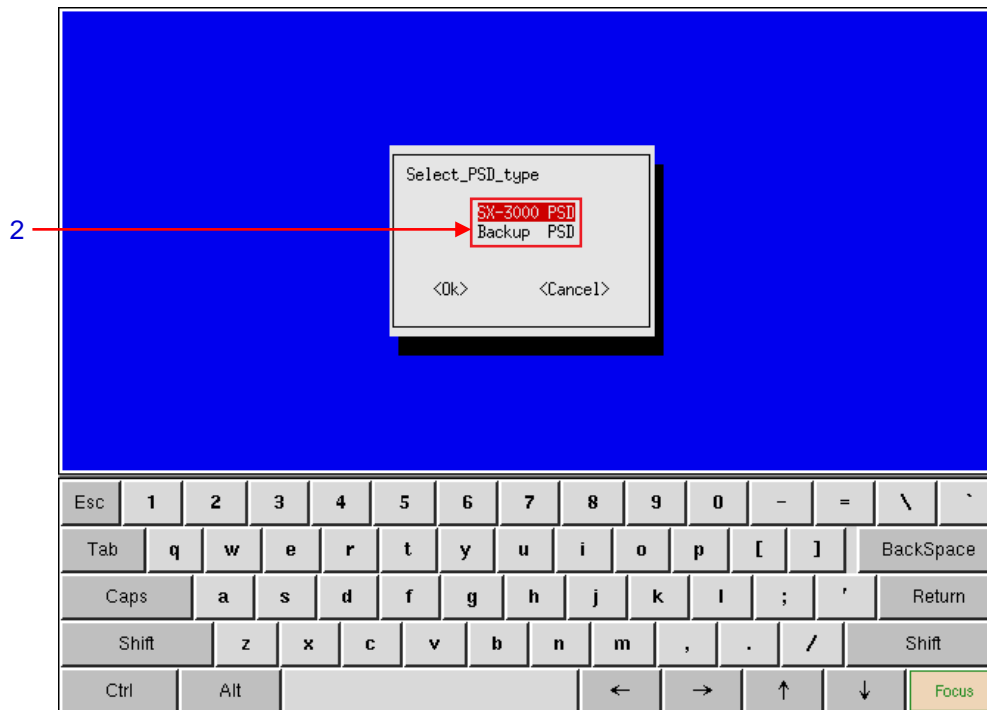 Select_PSD_type
SX-3000 PSD
Backup PSD
<Ok> <Cancel>
2
Esc 1 2 3 4 5 6 7 8 9 0 - = \ `
Tab q w e r t y u i o p [ ] BackSpace
Caps a s d f g h j k l ; ' Return
Shift z x c v b n m , . / Shift
Ctrl Alt ← → ↑ ↓ Focus